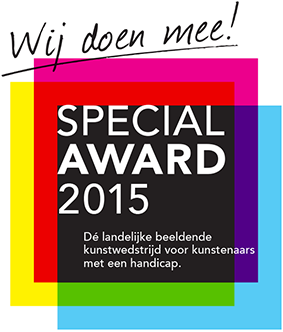 Wij doen mee!
SPECIAL
AWARD
2015
Dé landelijke beeldende
kunstwedstrijd voor kunstenaars
met een handicap.